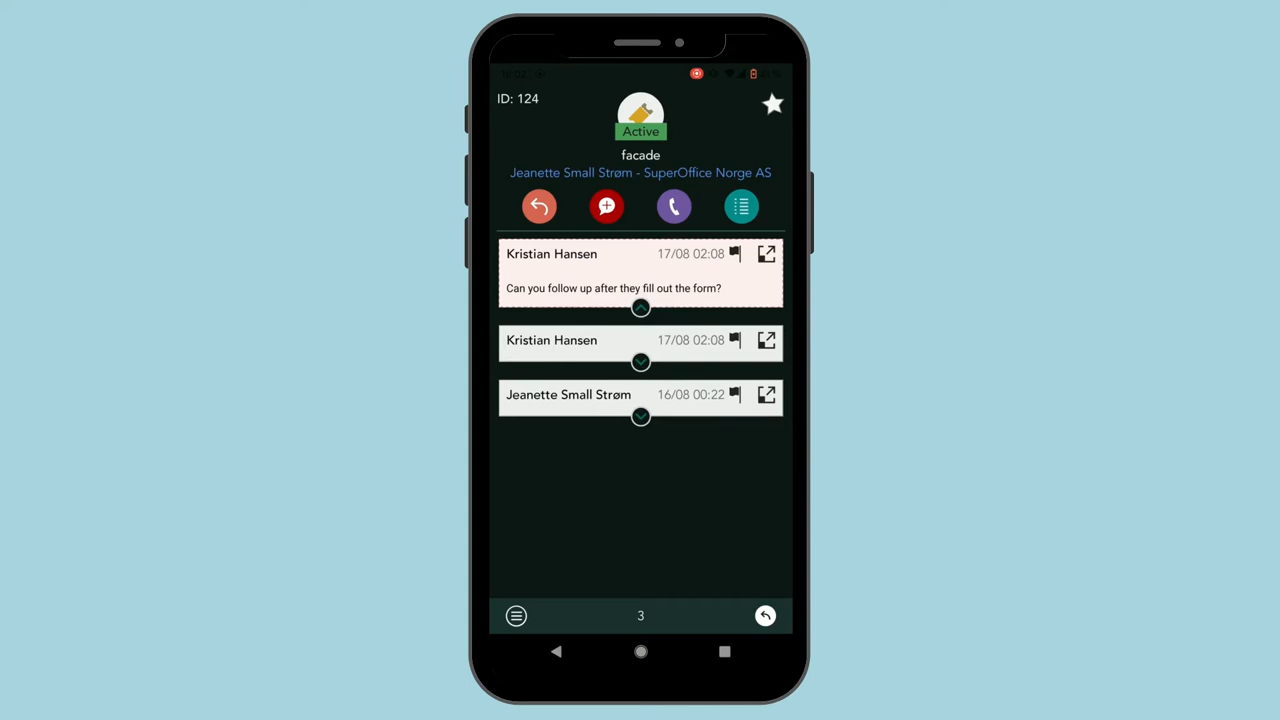 16:02
ID: 124
Active
facade
Jeanette Small Strøm - SuperOffice Norge AS
Kristian Hansen 17/08 02:08
Can you follow up after they fill out the form?
Kristian Hansen 17/08 02:08
Jeanette Small Strøm 16/08 00:22
3